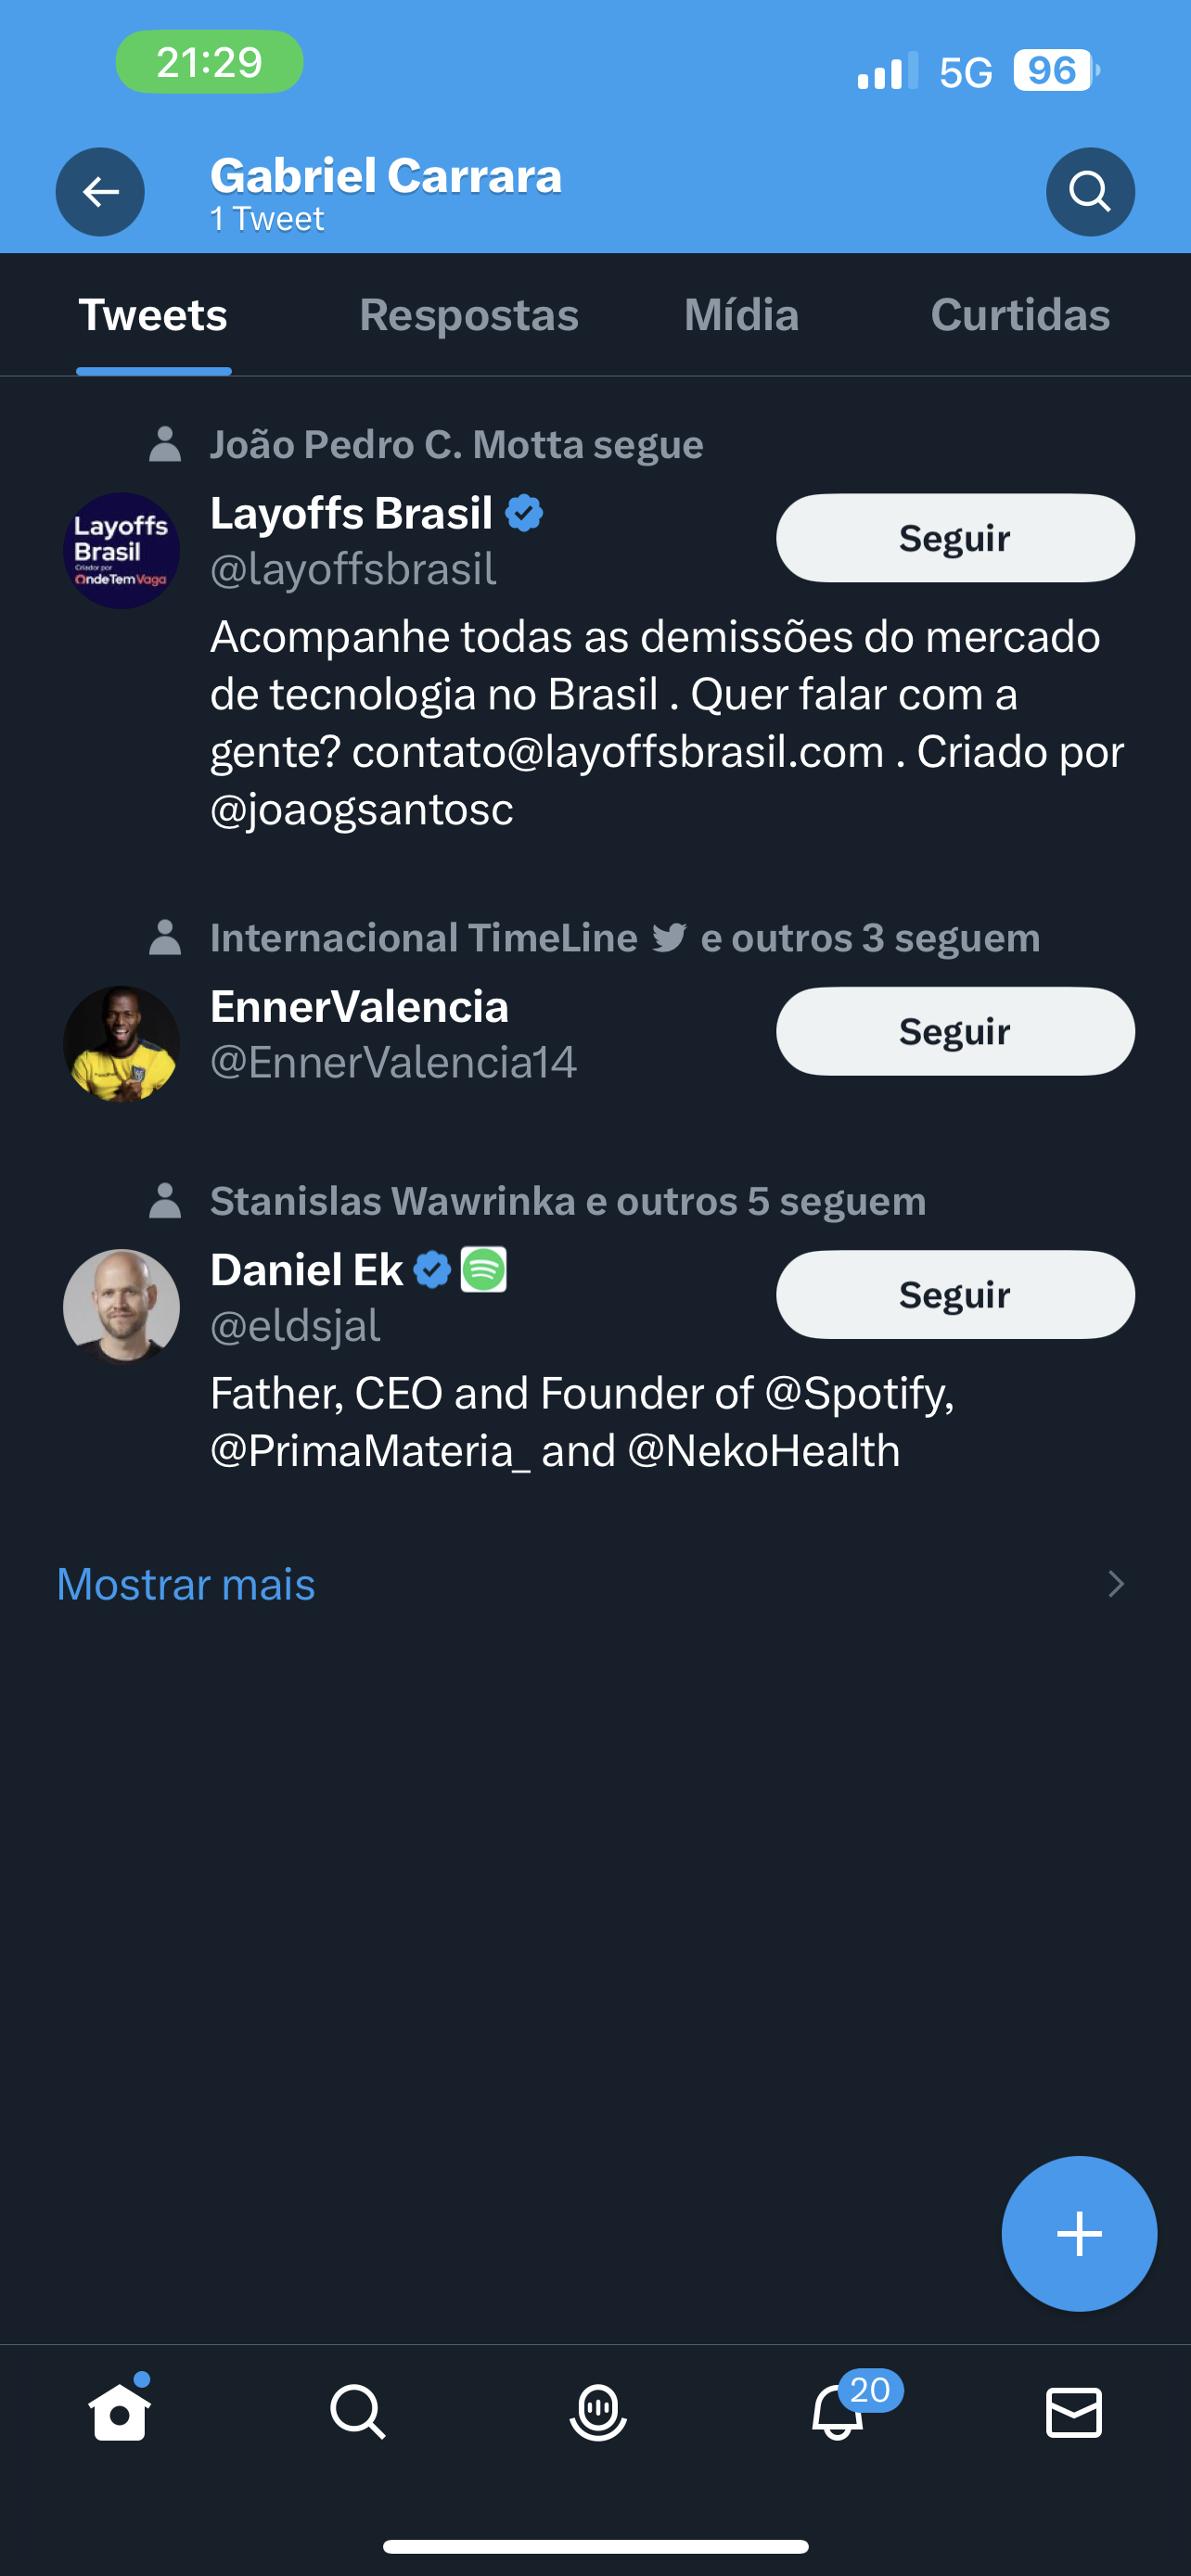 21:29
5G 96
Gabriel Carrara
1 Tweet
Tweets Respostas Mídia Curtidas
João Pedro C. Motta segue
Layoffs Brasil
@layoffsbrasil
Seguir
Layoffs
Brasil
Criador por
OndeTemVaga
Acompanhe todas as demissões do mercado
de tecnologia no Brasil . Quer falar com a
gente? contato@layoffsbrasil.com . Criado por
@joaogsantosc
Internacional TimeLine e outros 3 seguem
EnnerValencia
@EnnerValencia14
Seguir
Stanislas Wawrinka e outros 5 seguem
Daniel Ek
@eldsjal
Seguir
Father, CEO and Founder of @Spotify,
@PrimaMateria_ and @NekoHealth
Mostrar mais
20